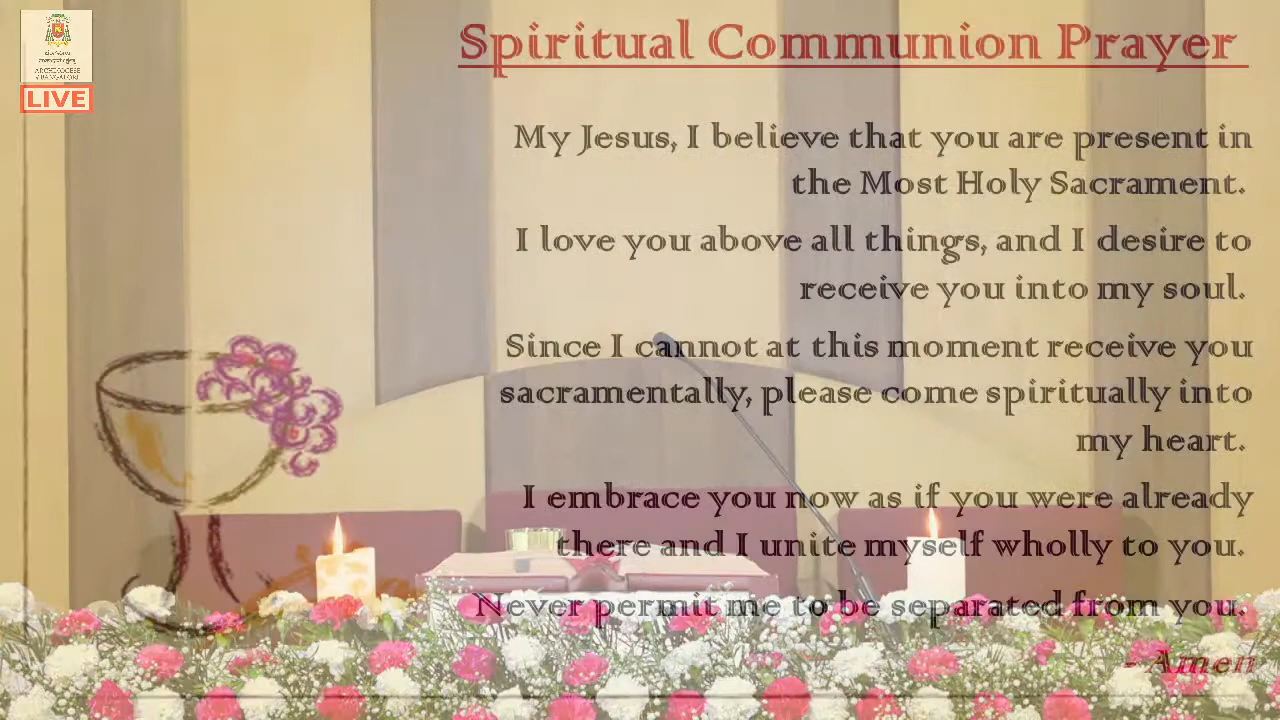 ARCHDIOCESE
LIVE
Spiritual Communion Prayer
My Jesus, I believe that you are present in
the Most Holy Sacrament.
I love you above all things, and I desire to
receive you into my soul.
Since I cannot at this moment receive you
sacramentally, please come spiritually into
my heart.
I embrace you now as if you were already
there and I unite myself wholly to you.
Never permit me to be separated from you.
- Amen